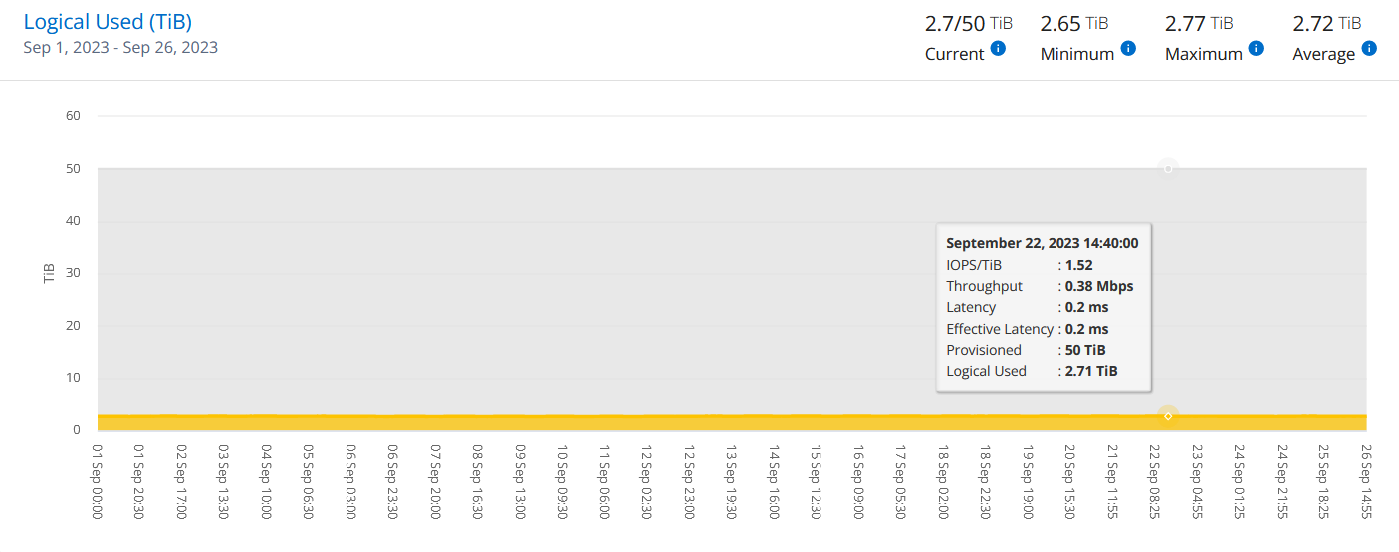 Logical Used (TiB)
Sep 1, 2023 - Sep 26, 2023
2.7/50 TiB
Current
2.65 TiB
Minimum
2.77 TiB
Maximum
2.72 TiB
Average
60
50
40
30
20
10
0
TiB
September 22, 2023 14:40:00
IOPS/TiB : 1.52
Throughput : 0.38 Mbps
Latency : 0.2 ms
Effective Latency : 0.2 ms
Provisioned : 50 TiB
Logical Used : 2.71 TiB
01 Sep 00:00
01 Sep 20:30
02 Sep 17:00
03 Sep 13:30
04 Sep 10:00
05 Sep 06:30
06 Sep 03:00
06 Sep 23:30
07 Sep 20:00
08 Sep 16:30
09 Sep 13:00
10 Sep 09:30
11 Sep 06:00
12 Sep 02:30
12 Sep 23:00
13 Sep 19:30
14 Sep 16:00
15 Sep 12:30
16 Sep 09:00
17 Sep 05:30
18 Sep 02:00
18 Sep 22:30
19 Sep 19:00
20 Sep 15:30
21 Sep 11:55
22 Sep 08:25
23 Sep 04:55
24 Sep 01:25
24 Sep 21:55
25 Sep 18:25
26 Sep 14:55